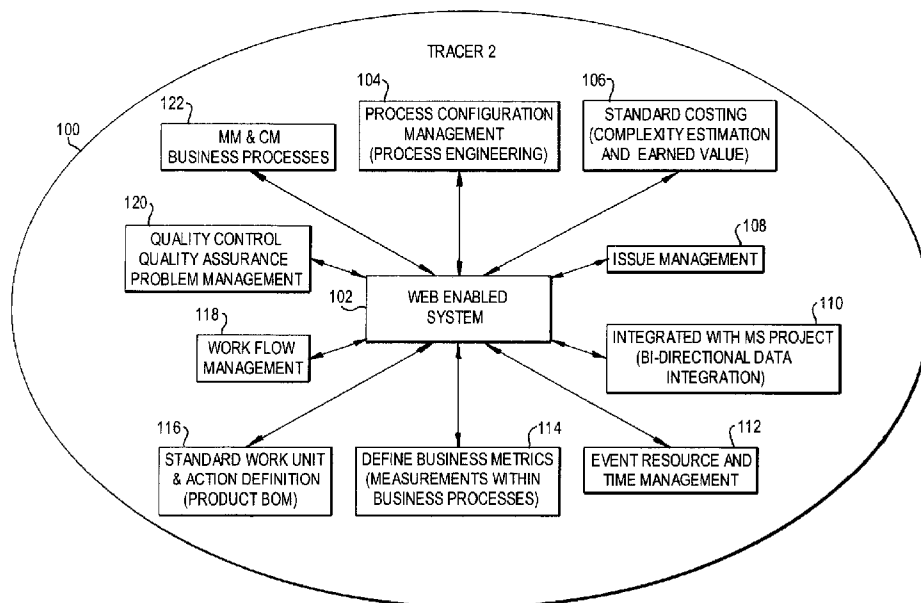 TRACER 2
100
122
MM & CM
BUSINESS PROCESSES
104
PROCESS CONFIGURATION
MANAGEMENT
(PROCESS ENGINEERING)
106
STANDARD COSTING
(COMPLEXITY ESTIMATION
AND EARNED VALUE)
120
QUALITY CONTROL
QUALITY ASSURANCE
PROBLEM MANAGEMENT
108
ISSUE MANAGEMENT
102
WEB ENABLED
SYSTEM
118
WORK FLOW
MANAGEMENT
110
INTEGRATED WITH MS PROJECT
(BI-DIRECTIONAL DATA
INTEGRATION)
116
STANDARD WORK UNIT
& ACTION DEFINITION
(PRODUCT BOM)
114
DEFINE BUSINESS METRICS
(MEASUREMENTS WITHIN
BUSINESS PROCESSES)
112
EVENT RESOURCE AND
TIME MANAGEMENT